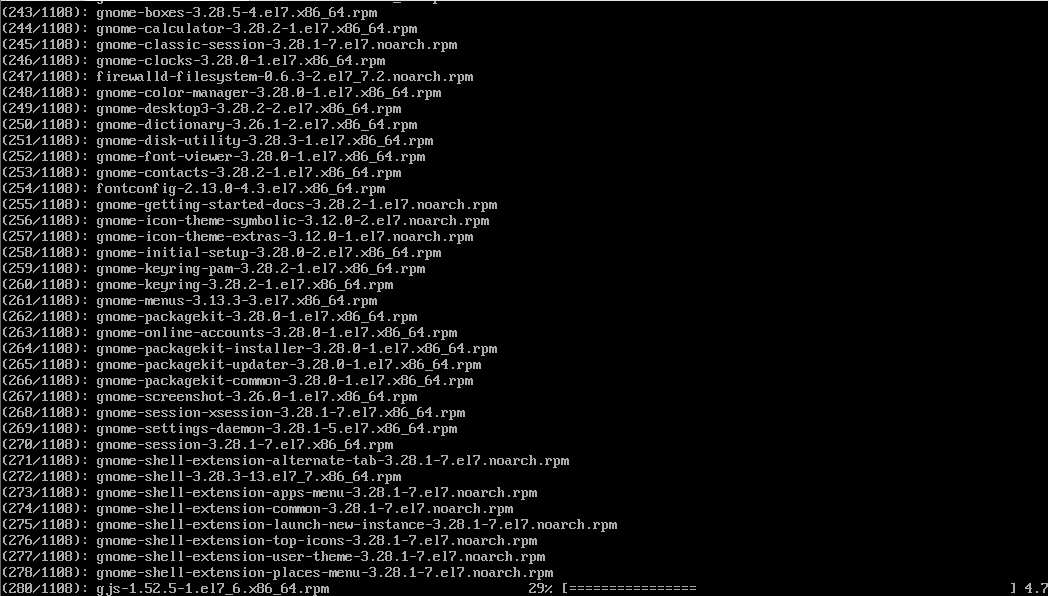 (243/1108): gnome-boxes-3.28.5-4.el7.x86_64.rpm
(244/1108): gnome-calculator-3.28.2-1.el7.x86_64.rpm
(245/1108): gnome-classic-session-3.28.1-7.el7.noarch.rpm
(246/1108): gnome-clocks-3.28.0-1.el7.x86_64.rpm
(247/1108): firewalld-filesystem-0.6.3-2.el7_7.2.noarch.rpm
(248/1108): gnome-color-manager-3.28.0-1.el7.x86_64.rpm
(249/1108): gnome-desktop3-3.28.2-2.el7.x86_64.rpm
(250/1108): gnome-dictionary-3.26.1-2.el7.x86_64.rpm
(251/1108): gnome-disk-utility-3.28.3-1.el7.x86_64.rpm
(252/1108): gnome-font-viewer-3.28.0-1.el7.x86_64.rpm
(253/1108): gnome-contacts-3.28.2-1.el7.x86_64.rpm
(254/1108): fontconfig-2.13.0-4.3.el7.x86_64.rpm
(255/1108): gnome-getting-started-docs-3.28.2-1.el7.noarch.rpm
(256/1108): gnome-icon-theme-symbolic-3.12.0-2.el7.noarch.rpm
(257/1108): gnome-icon-theme-extras-3.12.0-1.el7.noarch.rpm
(258/1108): gnome-initial-setup-3.28.0-2.el7.x86_64.rpm
(259/1108): gnome-keyring-pam-3.28.2-1.el7.x86_64.rpm
(260/1108): gnome-keyring-3.28.2-1.el7.x86_64.rpm
(261/1108): gnome-menus-3.13.3-3.el7.x86_64.rpm
(262/1108): gnome-packagekit-3.28.0-1.el7.x86_64.rpm
(263/1108): gnome-online-accounts-3.28.0-1.el7.x86_64.rpm
(264/1108): gnome-packagekit-installer-3.28.0-1.el7.x86_64.rpm
(265/1108): gnome-packagekit-updater-3.28.0-1.el7.x86_64.rpm
(266/1108): gnome-packagekit-common-3.28.0-1.el7.x86_64.rpm
(267/1108): gnome-screenshot-3.26.0-1.el7.x86_64.rpm
(268/1108): gnome-session-xsession-3.28.1-7.el7.x86_64.rpm
(269/1108): gnome-settings-daemon-3.28.1-5.el7.x86_64.rpm
(270/1108): gnome-session-3.28.1-7.el7.x86_64.rpm
(271/1108): gnome-shell-extension-alternate-tab-3.28.1-7.el7.noarch.rpm
(272/1108): gnome-shell-3.28.3-13.el7_7.x86_64.rpm
(273/1108): gnome-shell-extension-apps-menu-3.28.1-7.el7.noarch.rpm
(274/1108): gnome-shell-extension-common-3.28.1-7.el7.noarch.rpm
(275/1108): gnome-shell-extension-launch-new-instance-3.28.1-7.el7.noarch.rpm
(276/1108): gnome-shell-extension-top-icons-3.28.1-7.el7.noarch.rpm
(277/1108): gnome-shell-extension-user-theme-3.28.1-7.el7.noarch.rpm
(278/1108): gnome-shell-extension-places-menu-3.28.1-7.el7.noarch.rpm
(280/1108): gjs-1.52.5-1.el7_6.x86_64.rpm 29% [================ ] 4.7